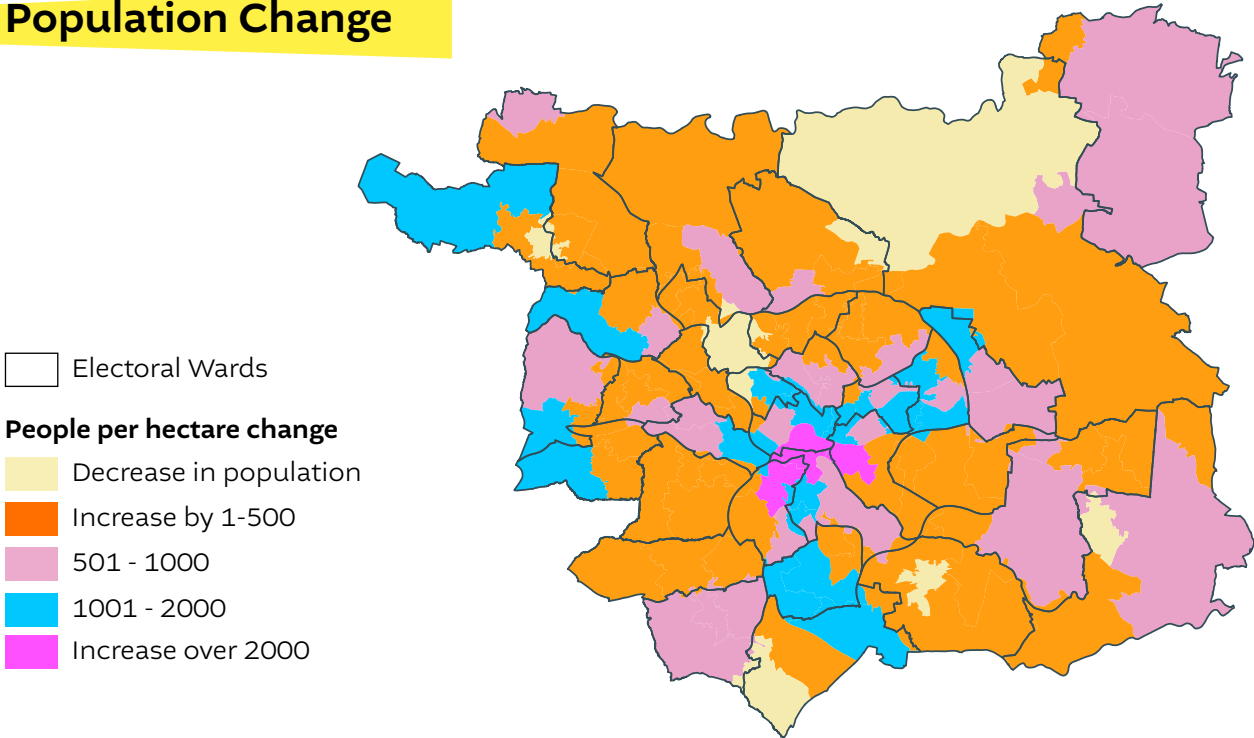 Population Change
Electoral Wards
People per hectare change
Decrease in population
Increase by 1-500
501 - 1000
1001 - 2000
Increase over 2000